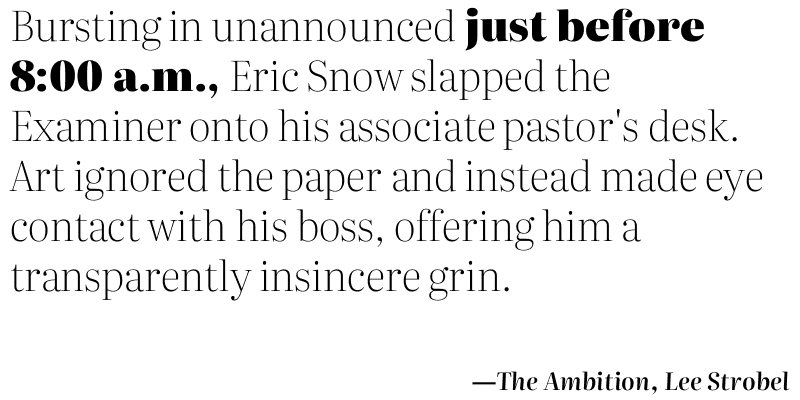 Bursting in unannounced just before
8:00 a.m., Eric Snow slapped the
Examiner onto his associate pastor's desk.
Art ignored the paper and instead made eye
contact with his boss, offering him a
transparently insincere grin.
—The Ambition, Lee Strobel